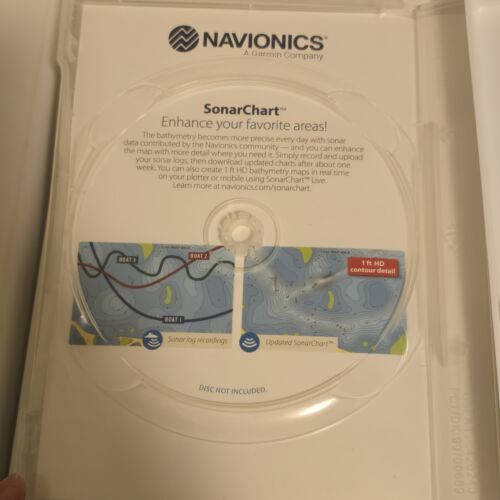 NAVIONICS®
A Garmin Company
SonarChart™
Enhance your favorite areas!
The bathymetry becomes more precise every day with sonar
data contributed by the Navionics community — and you can enhance
the map with more detail where you need it. Simply record and upload
your sonar logs, then download updated charts after about one
week. You can also create 1 ft HD bathymetry maps in real time
on your plotter or mobile using SonarChart™ Live.
Learn more at navionics.com/sonarchart.
BOAT 3
BOAT 2
BOAT 1
1 ft HD
contour detail
Sonar log recordings
Updated SonarChart™
DISC NOT INCLUDED.